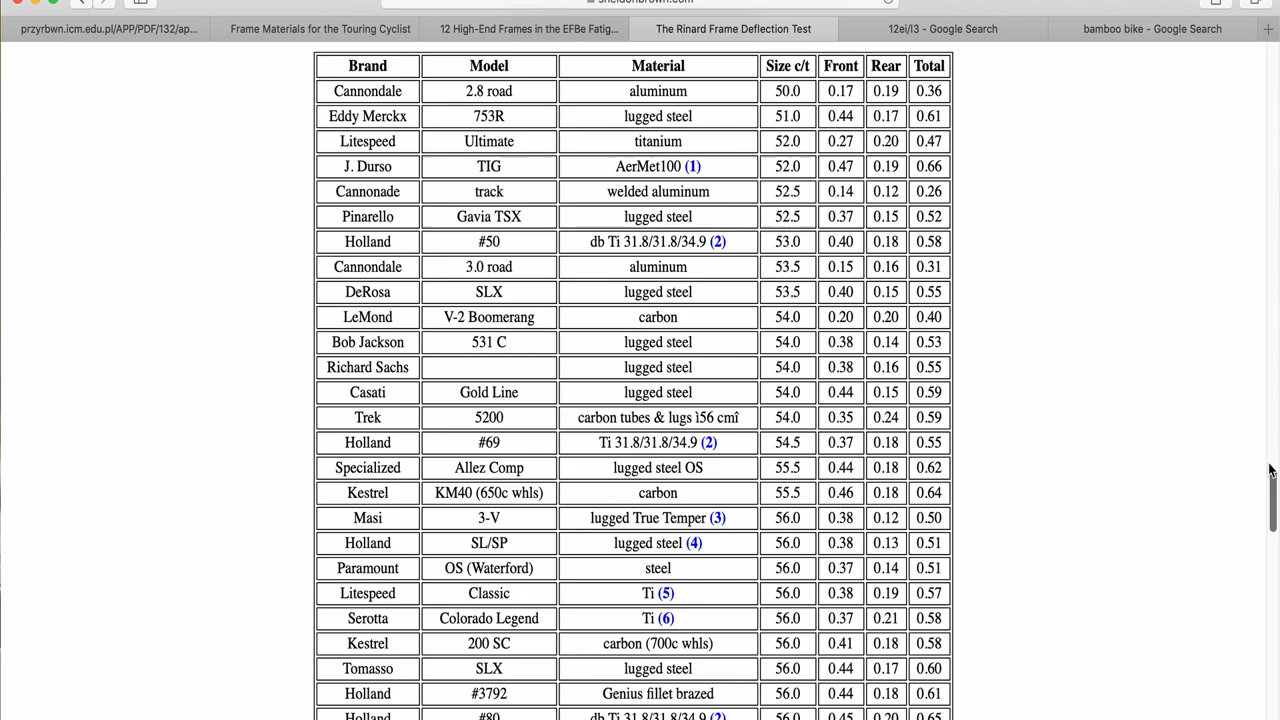 przyrbwn.icm.edu.pl/APP/PDF/132/ap... Frame Materials for the Touring Cyclist 12 High-End Frames in the EFBe Fatig... The Rinard Frame Deflection Test 12ei/l3 - Google Search bamboo bike - Google Search
Brand Model Material Size c/t Front Rear Total
Cannondale 2.8 road aluminum 50.0 0.17 0.19 0.36
Eddy Merckx 753R lugged steel 51.0 0.44 0.17 0.61
Litespeed Ultimate titanium 52.0 0.27 0.20 0.47
J. Durso TIG AerMet100 (1) 52.0 0.47 0.19 0.66
Cannonade track welded aluminum 52.5 0.14 0.12 0.26
Pinarello Gavia TSX lugged steel 52.5 0.37 0.15 0.52
Holland #50 db Ti 31.8/31.8/34.9 (2) 53.0 0.40 0.18 0.58
Cannondale 3.0 road aluminum 53.5 0.15 0.16 0.31
DeRosa SLX lugged steel 53.5 0.40 0.15 0.55
LeMond V-2 Boomerang carbon 54.0 0.20 0.20 0.40
Bob Jackson 531 C lugged steel 54.0 0.38 0.14 0.53
Richard Sachs lugged steel 54.0 0.38 0.16 0.55
Casati Gold Line lugged steel 54.0 0.44 0.15 0.59
Trek 5200 carbon tubes & lugs ì56 cmî 54.0 0.35 0.24 0.59
Holland #69 Ti 31.8/31.8/34.9 (2) 54.5 0.37 0.18 0.55
Specialized Allez Comp lugged steel OS 55.5 0.44 0.18 0.62
Kestrel KM40 (650c whls) carbon 55.5 0.46 0.18 0.64
Masi 3-V lugged True Temper (3) 56.0 0.38 0.12 0.50
Holland SL/SP lugged steel (4) 56.0 0.38 0.13 0.51
Paramount OS (Waterford) steel 56.0 0.37 0.14 0.51
Litespeed Classic Ti (5) 56.0 0.38 0.19 0.57
Serotta Colorado Legend Ti (6) 56.0 0.37 0.21 0.58
Kestrel 200 SC carbon (700c whls) 56.0 0.41 0.18 0.58
Tomasso SLX lugged steel 56.0 0.44 0.17 0.60
Holland #3792 Genius fillet brazed 56.0 0.44 0.18 0.61
Holland #80 db Ti 31.8/31.8/34.9 (2) 56.0 0.45 0.20 0.65